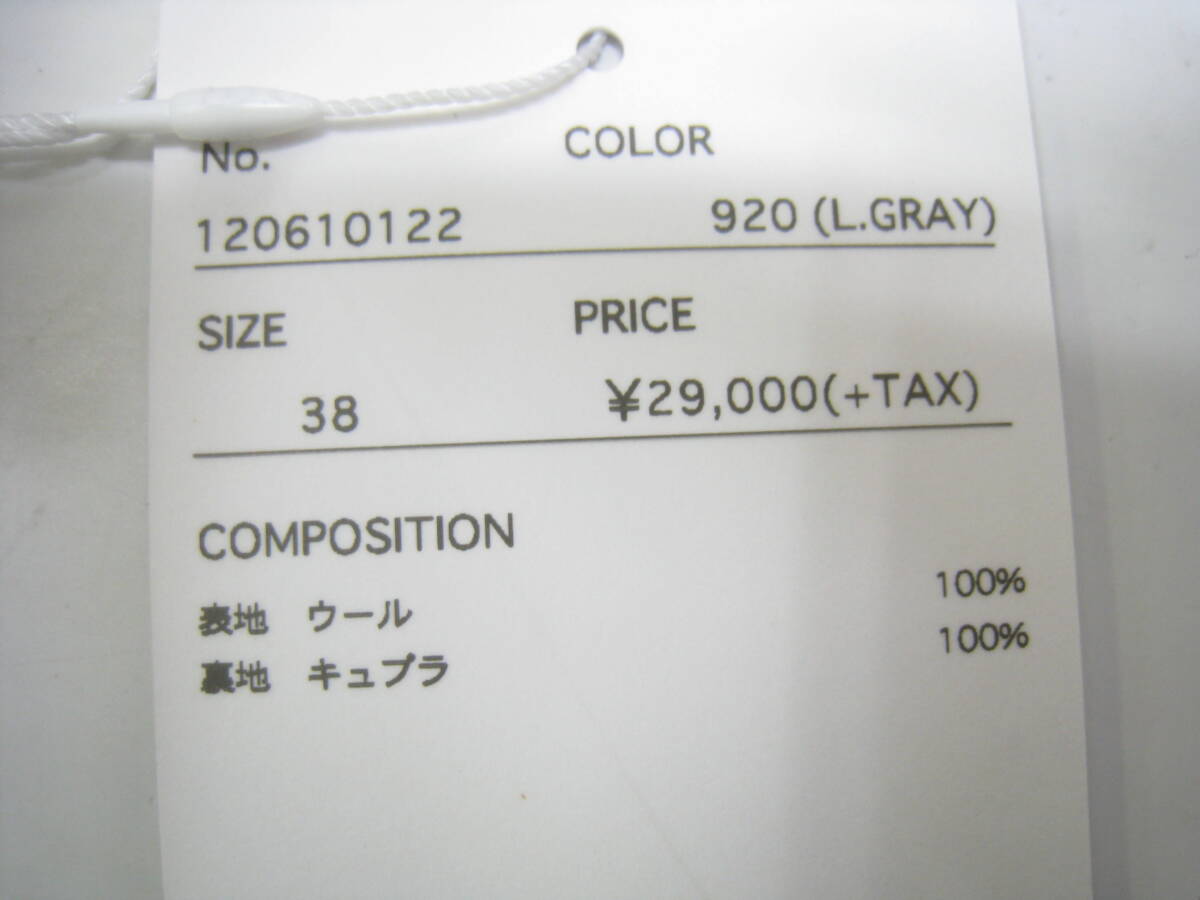 No. COLOR
120610122 920 (L.GRAY)
SIZE PRICE
38 ¥29,000(+TAX)
COMPOSITION
表地 ウール 100%
裏地 キュプラ 100%